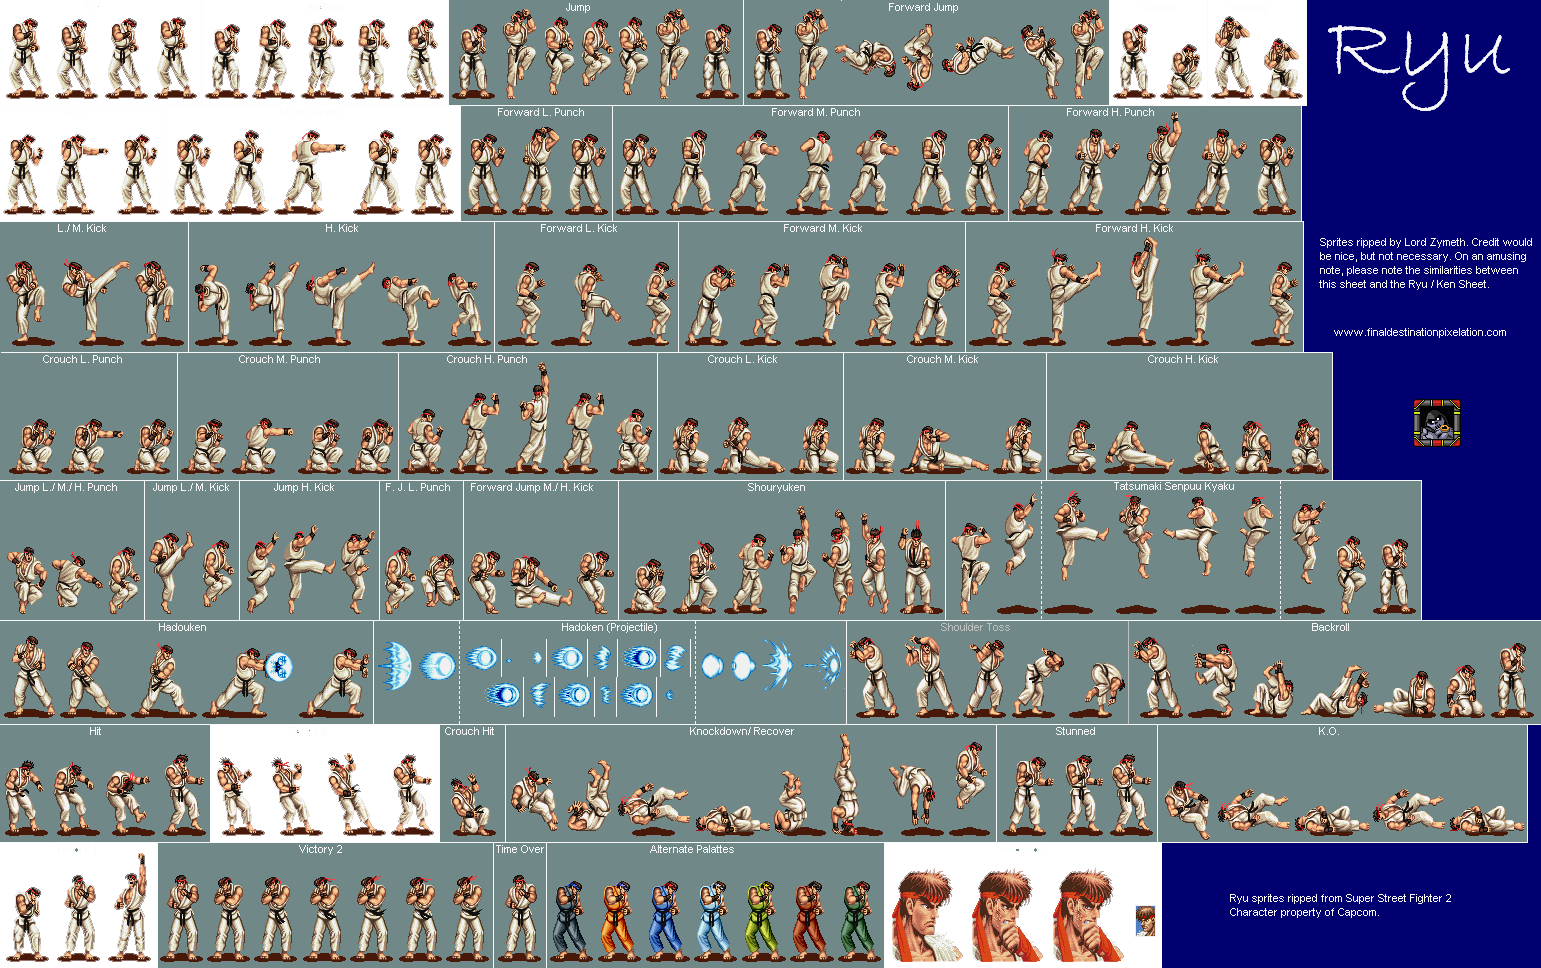 Jump
Forward Jump
Ryu
Forward L. Punch
Forward M. Punch
Forward H. Punch
L./ M. Kick
H. Kick
Forward L. Kick
Forward M. Kick
Forward H. Kick
Sprites ripped by Lord Zymeth. Credit would
be nice, but not necessary. On an amusing
note, please note the similarities between
this sheet and the Ryu / Ken Sheet.
www.finaldestinationpixelation.com
Crouch L. Punch
Crouch M. Punch
Crouch H. Punch
Crouch L. Kick
Crouch M. Kick
Crouch H. Kick
Jump L./ M./ H. Punch
Jump L./ M. Kick
Jump H. Kick
F. J. L. Punch
Forward Jump M./ H. Kick
Shouryuken
Tatsumaki Senpuu Kyaku
Hadouken
Hadoken (Projectile)
Shoulder Toss
Backroll
Hit
Crouch Hit
Knockdown/ Recover
Stunned
K.O.
Victory 2
Time Over
Alternate Palattes
Ryu sprites ripped from Super Street Fighter 2
Character property of Capcom.